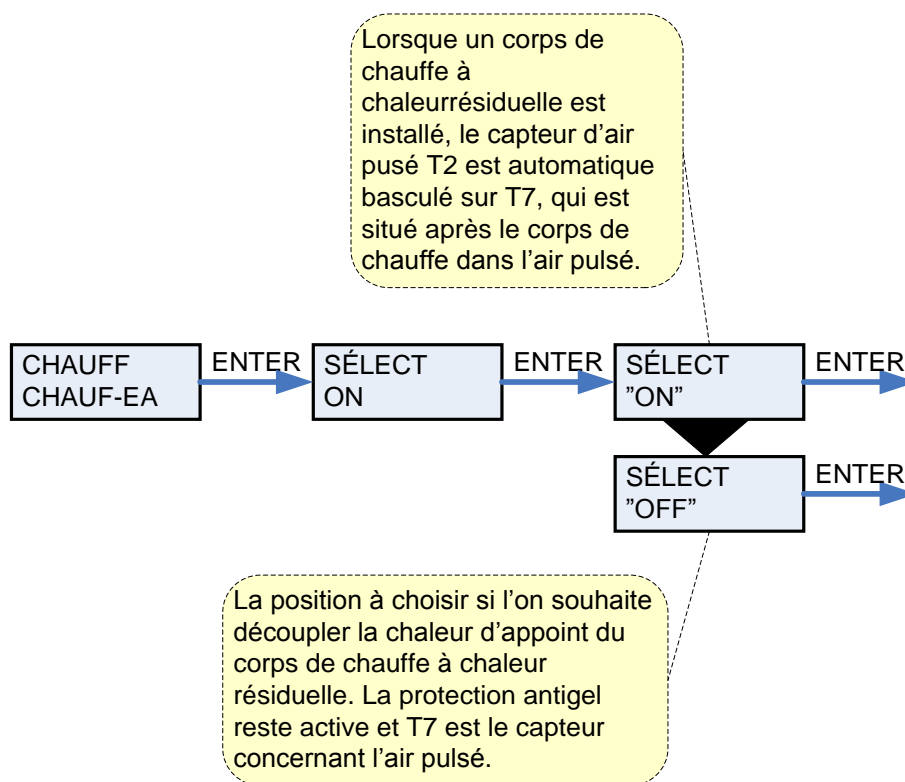 Lorsque un corps de
chauffe à
chaleurrésiduelle est
installé, le capteur d'air
pusé T2 est automatique
basculé sur T7, qui est
situé après le corps de
chauffe dans l'air pulsé.
CHAUFF
CHAUF-EA
ENTER
SÉLECT
ON
ENTER
SÉLECT
”ON”
ENTER
SÉLECT
”OFF”
ENTER
La position à choisir si l'on souhaite
découpler la chaleur d'appoint du
corps de chauffe à chaleur
résiduelle. La protection antigel
reste active et T7 est le capteur
concernant l'air pulsé.